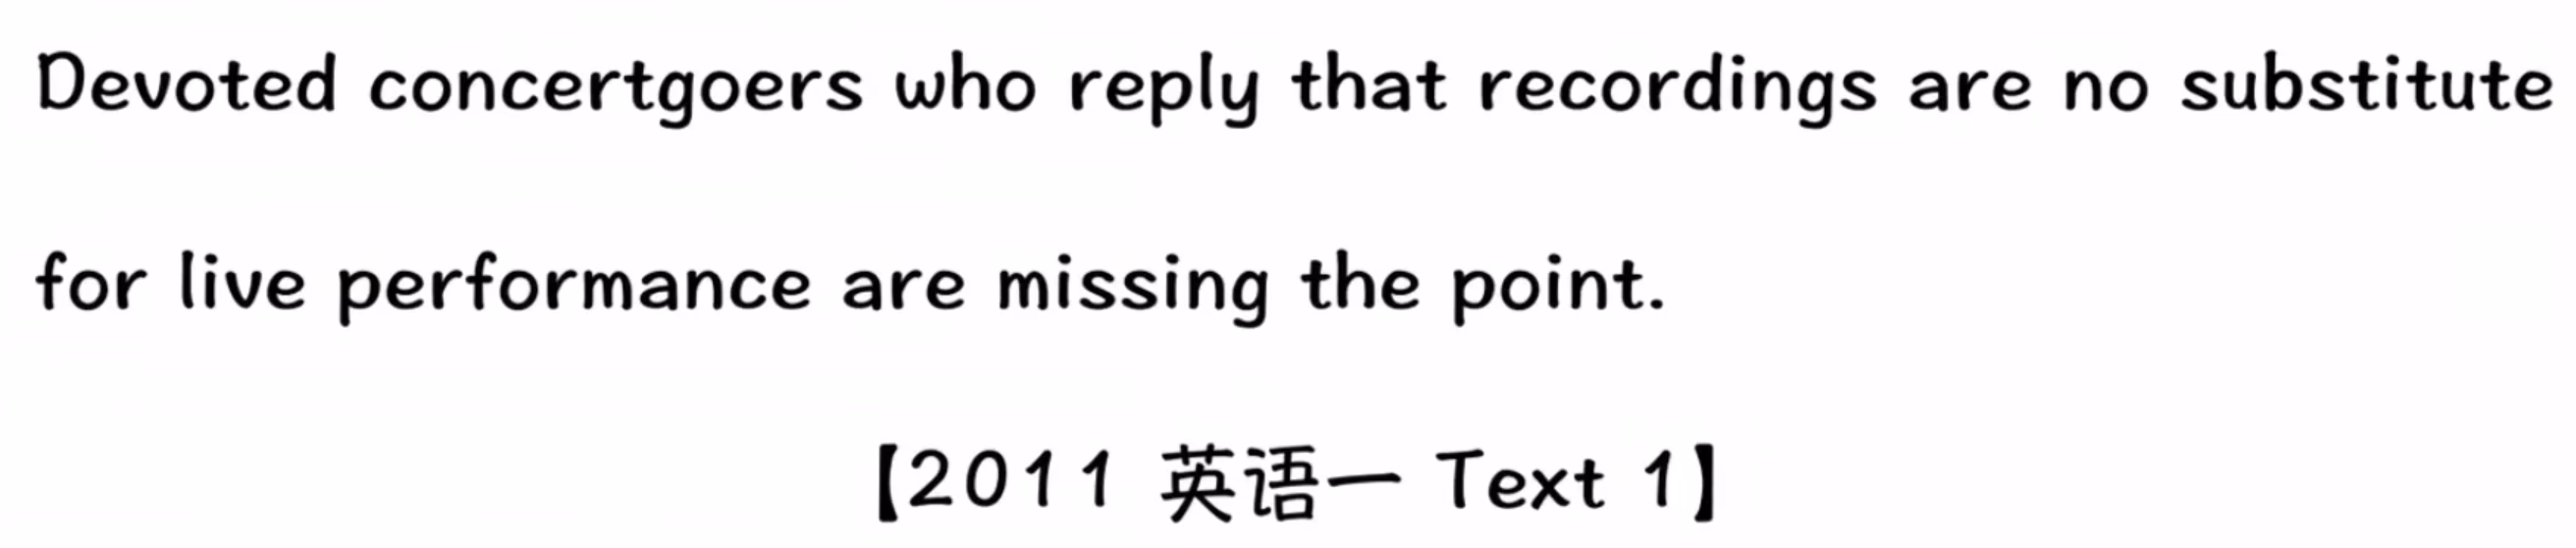 Devoted concertgoers who reply that recordings are no substitute
for live performance are missing the point.
【2011 英语一 Text 1】